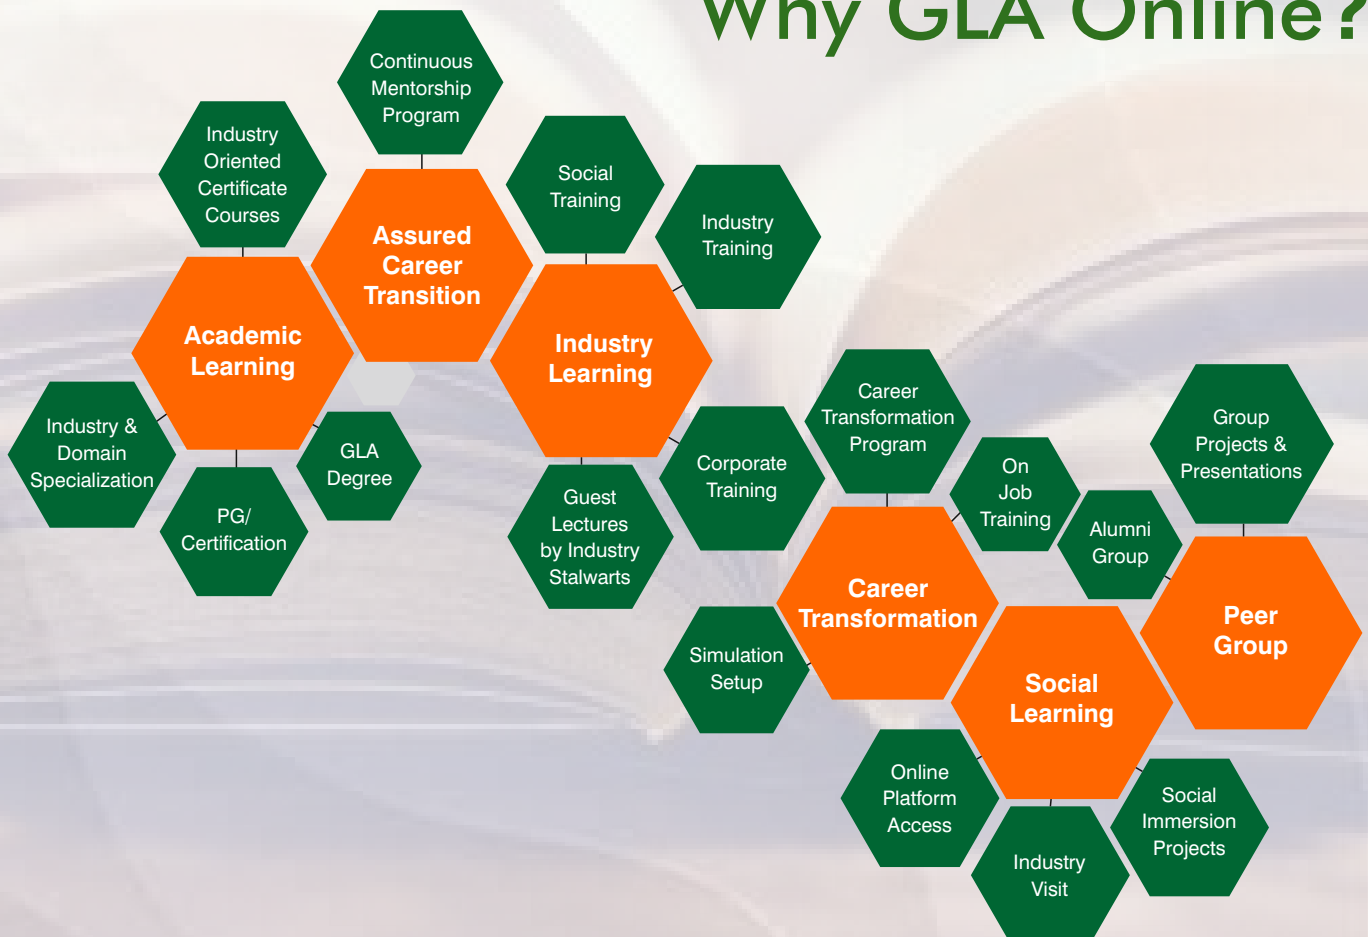 Why GLA Online?
Continuous
Mentorship
Program
Industry
Oriented
Certificate
Courses
Social
Training
Industry
Training
Assured
Career
Transition
Academic
Learning
Industry
Learning
Industry &
Domain
Specialization
PG/
Certification
GLA
Degree
Guest
Lectures
by Industry
Stalwarts
Corporate
Training
Career
Transformation
Program
On
Job
Training
Alumni
Group
Group
Projects &
Presentations
Career
Transformation
Peer
Group
Simulation
Setup
Social
Learning
Online
Platform
Access
Industry
Visit
Social
Immersion
Projects